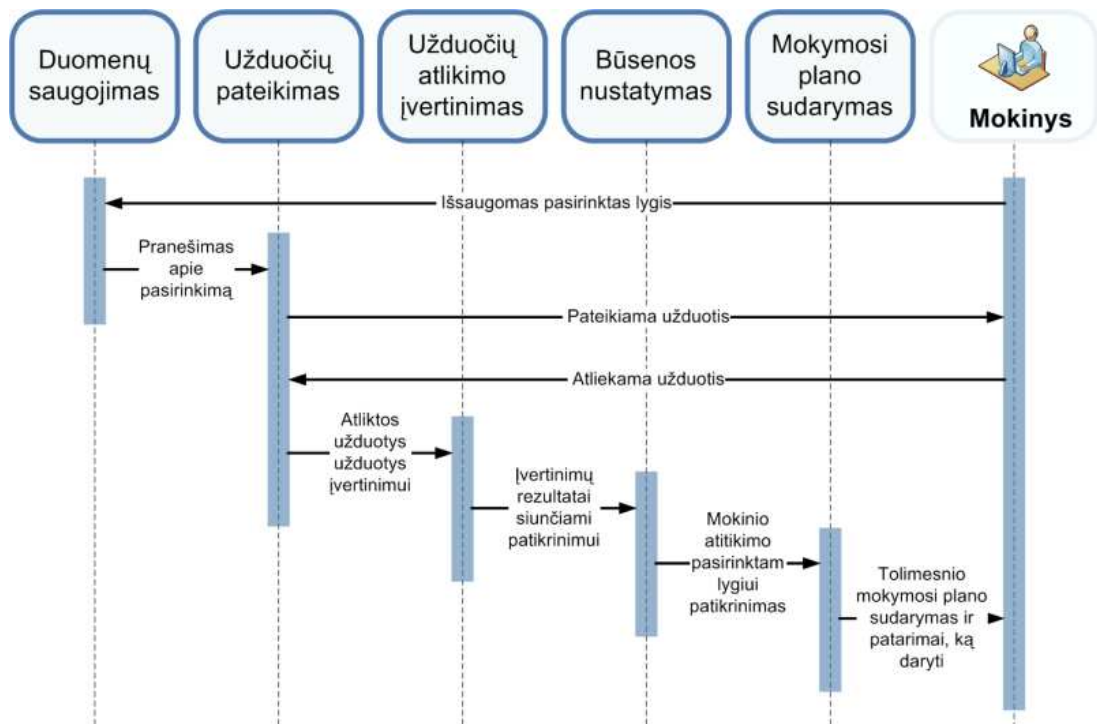 Duomenų
saugojimas
Užduočių
pateikimas
Užduočių
atlikimo
įvertinimas
Būsenos
nustatymas
Mokymosi
plano
sudarymas
Mokinys
Išsaugomas pasirinktas lygis
Pranešimas
apie
pasirinkimą
Pateikiama užduotis
Atliekama užduotis
Atliktos
užduotys
užduotys
įvertinimui
Įvertinimų
rezultatai
siunčiami
patikrinimui
Mokinio
atitikimo
pasirinktam
lygiui
patikrinimas
Tolimesnio
mokymosi plano
sudarymas ir
patarimai, ką
daryti